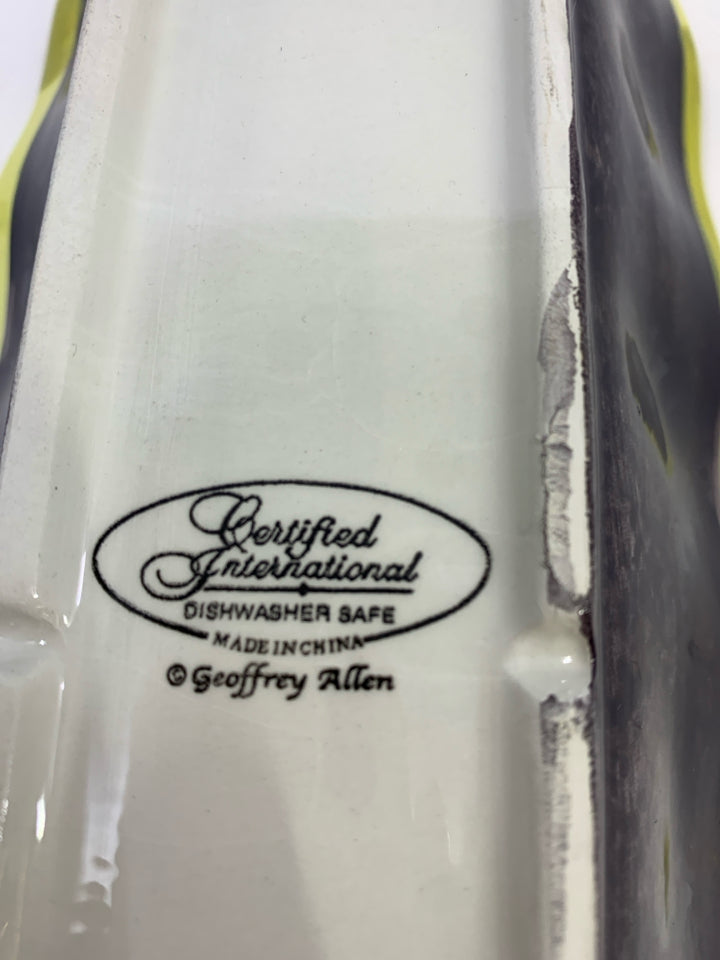 Certified
International
DISHWASHER SAFE
MADE IN CHINA
© Geoffrey Allen